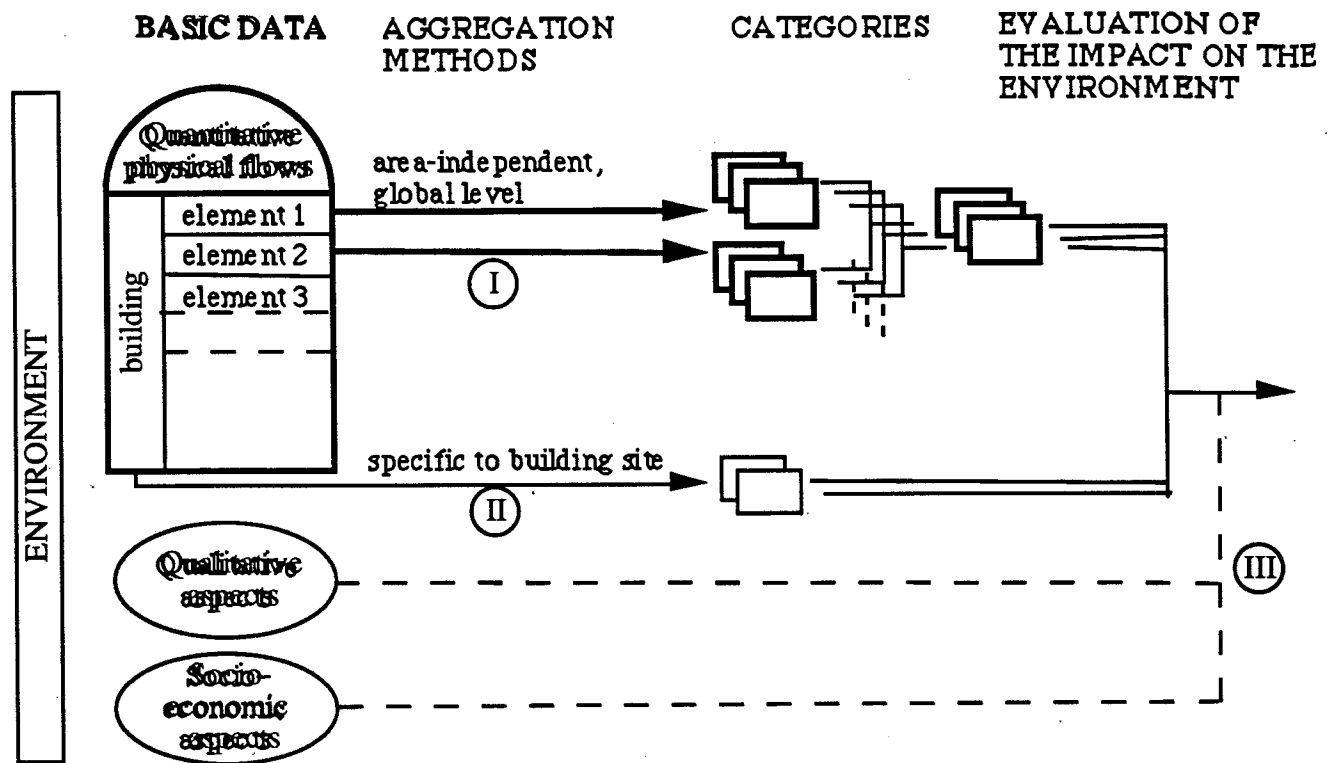 BASIC DATA
AGGREGATION
METHODS
CATEGORIES
EVALUATION OF
THE IMPACT ON THE
ENVIRONMENT
ENVIRONMENT
Quantitative
physical flows
building
element 1
element 2
element 3
area-independent,
global level
I
specific to building site
II
Qualitative
aspects
III
Socio-
economic
aspects